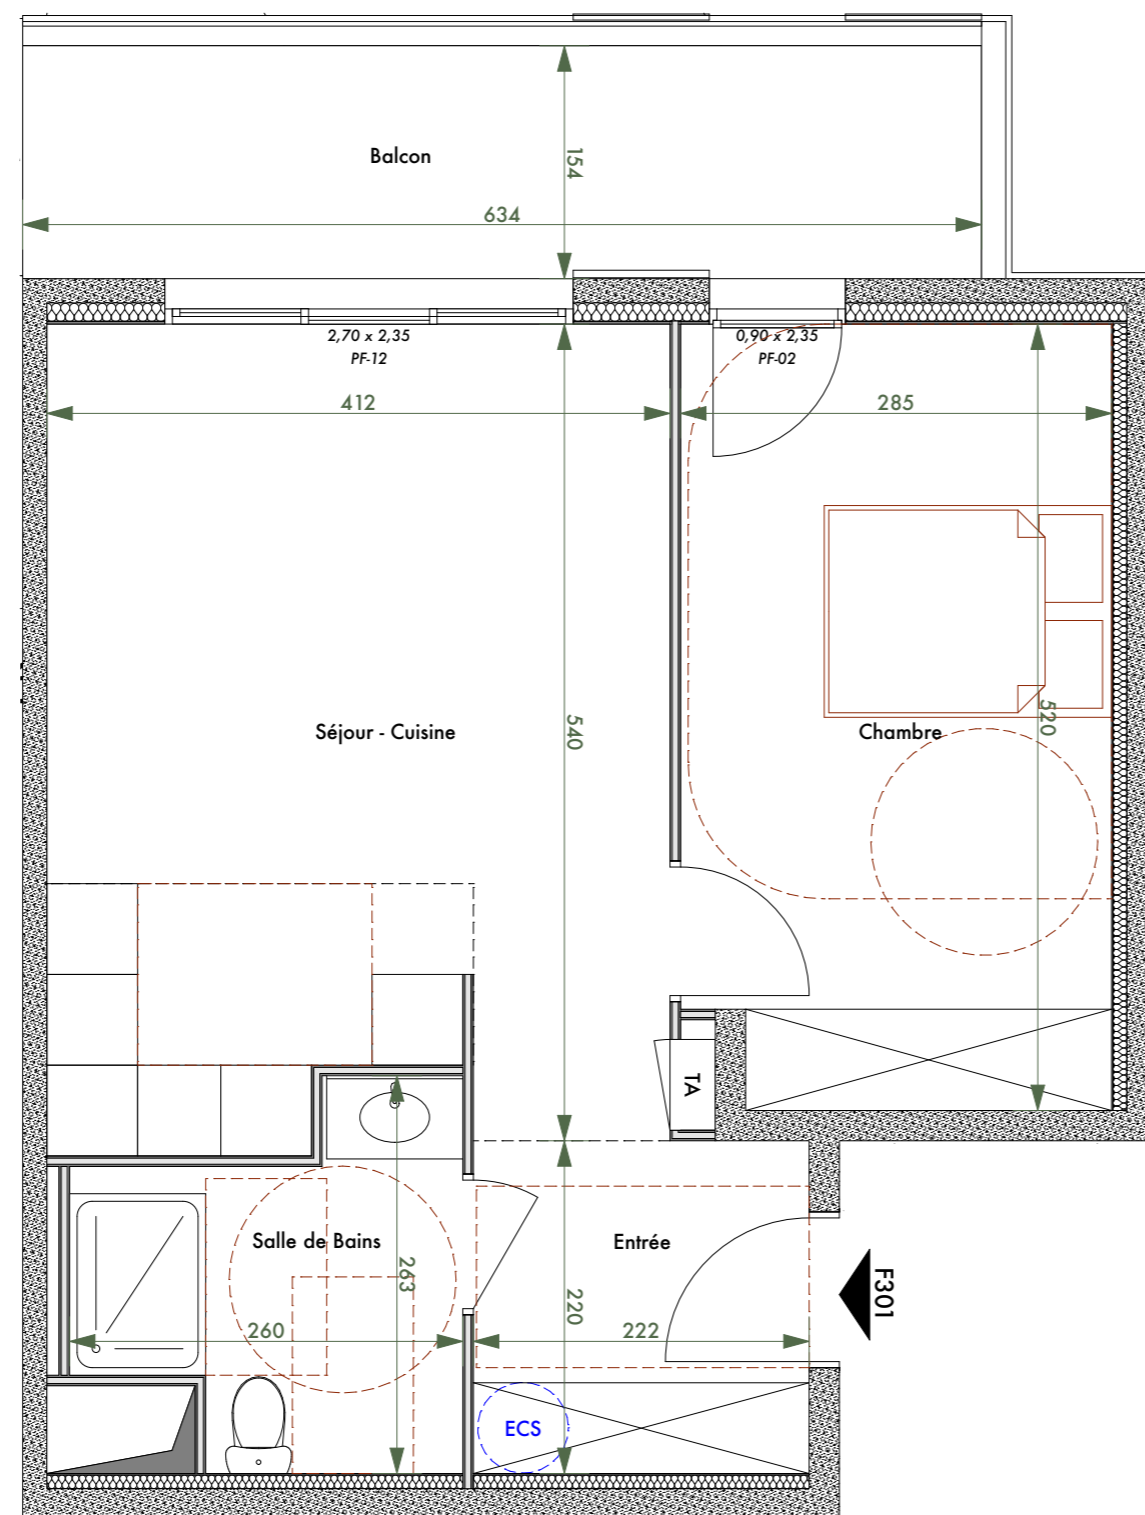 Balcon
154
634
2,70 x 2,35
PF-12
0,90 x 2,35
PF-02
412
285
Séjour - Cuisine
540
Chambre
520
TA
Salle de Bains
263
Entrée
220
F301
260
222
ECS